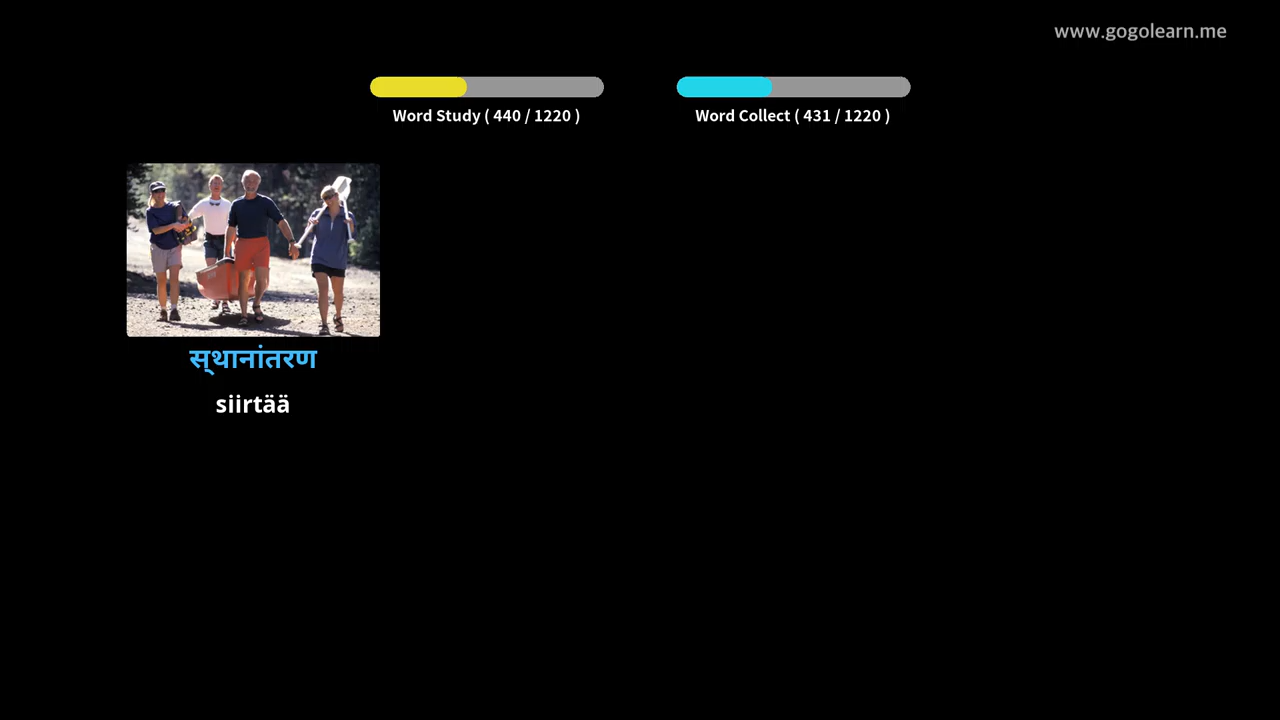 www.gogolearn.me
Word Study ( 440 / 1220 )
Word Collect ( 431 / 1220 )
स्थानांतरण
siirtää